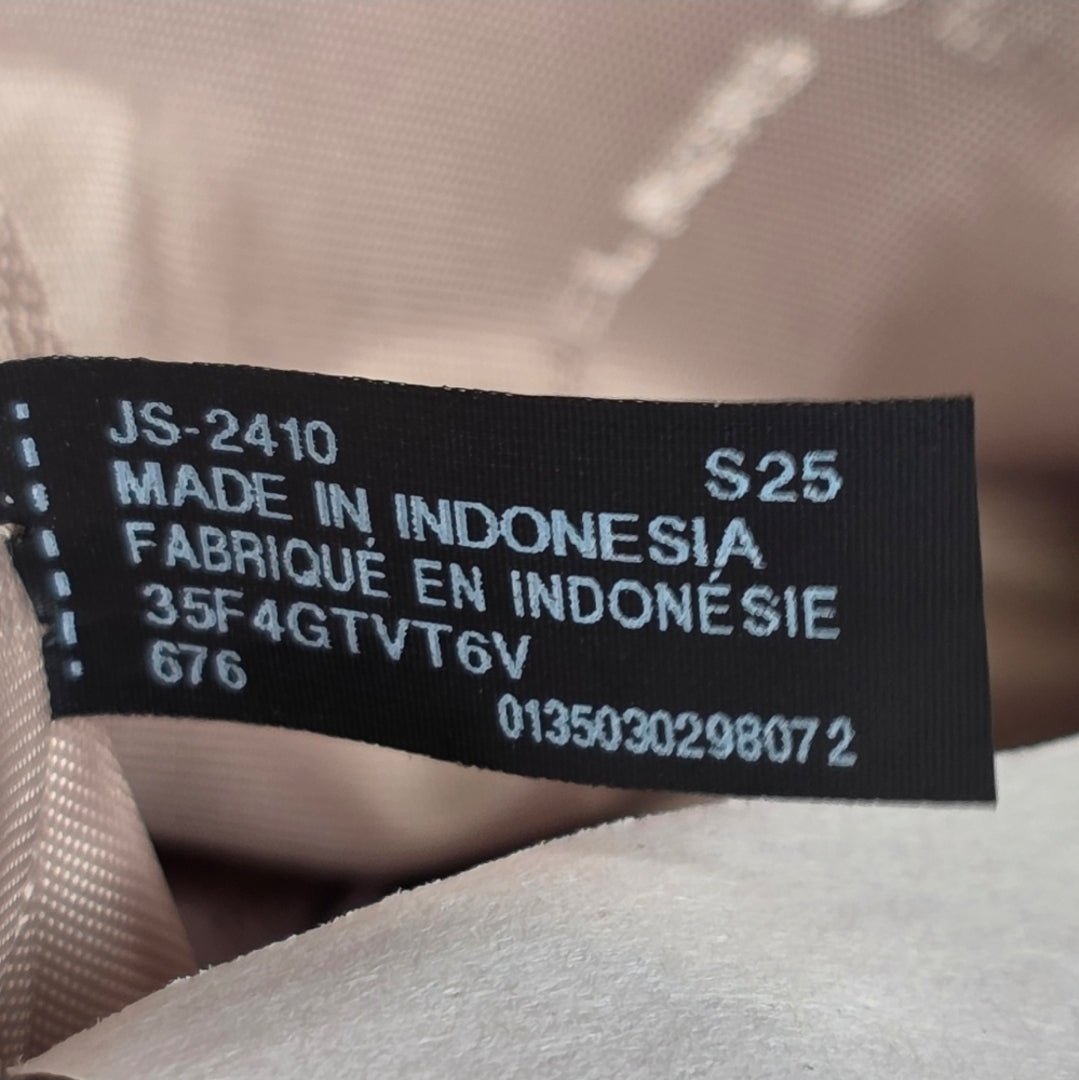 JS-2410
S25
MADE IN INDONESIA
FABRIQUÉ EN INDONÉSIE
35F4GTVT6V
676
0135030298072